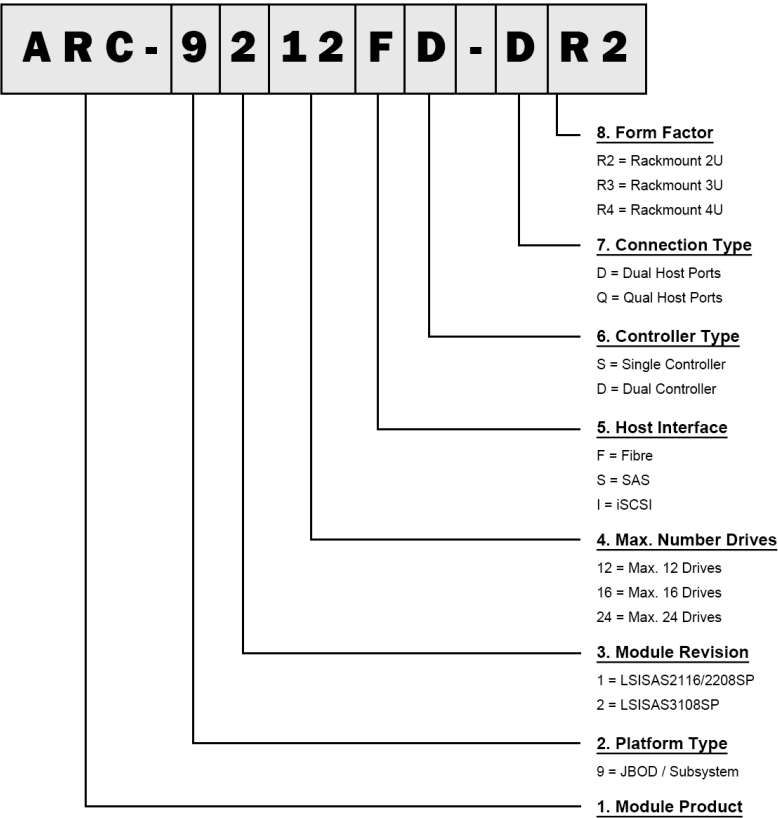 ARC-9212FD-DR2
8. Form Factor
R2 = Rackmount 2U
R3 = Rackmount 3U
R4 = Rackmount 4U
7. Connection Type
D = Dual Host Ports
Q = Qual Host Ports
6. Controller Type
S = Single Controller
D = Dual Controller
5. Host Interface
F = Fibre
S = SAS
I = iSCSI
4. Max. Number Drives
12 = Max. 12 Drives
16 = Max. 16 Drives
24 = Max. 24 Drives
3. Module Revision
1 = LSISAS2116/2208SP
2 = LSISAS3108SP
2. Platform Type
9 = JBOD / Subsystem
1. Module Product